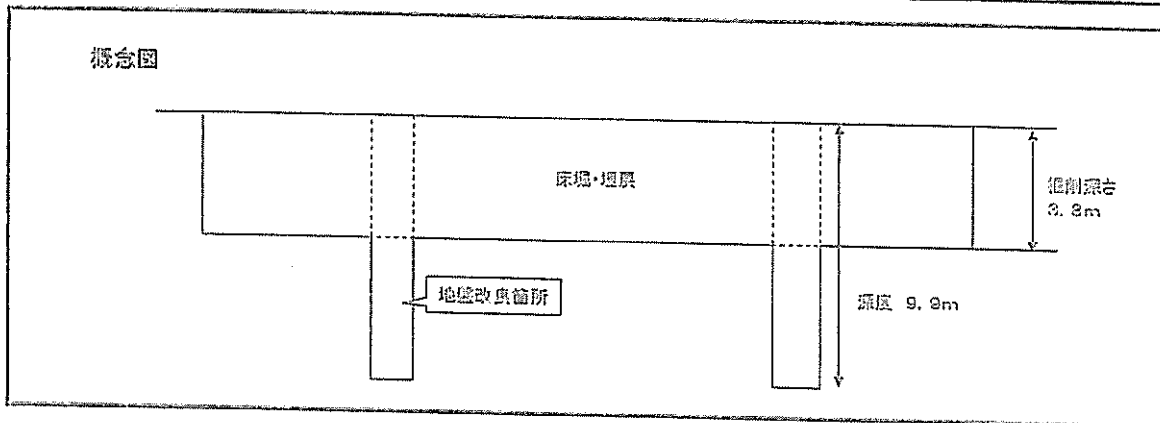 概念図
床堀・埋戻
掘削深さ
3.8m
地盤改良箇所
深度 9.9m